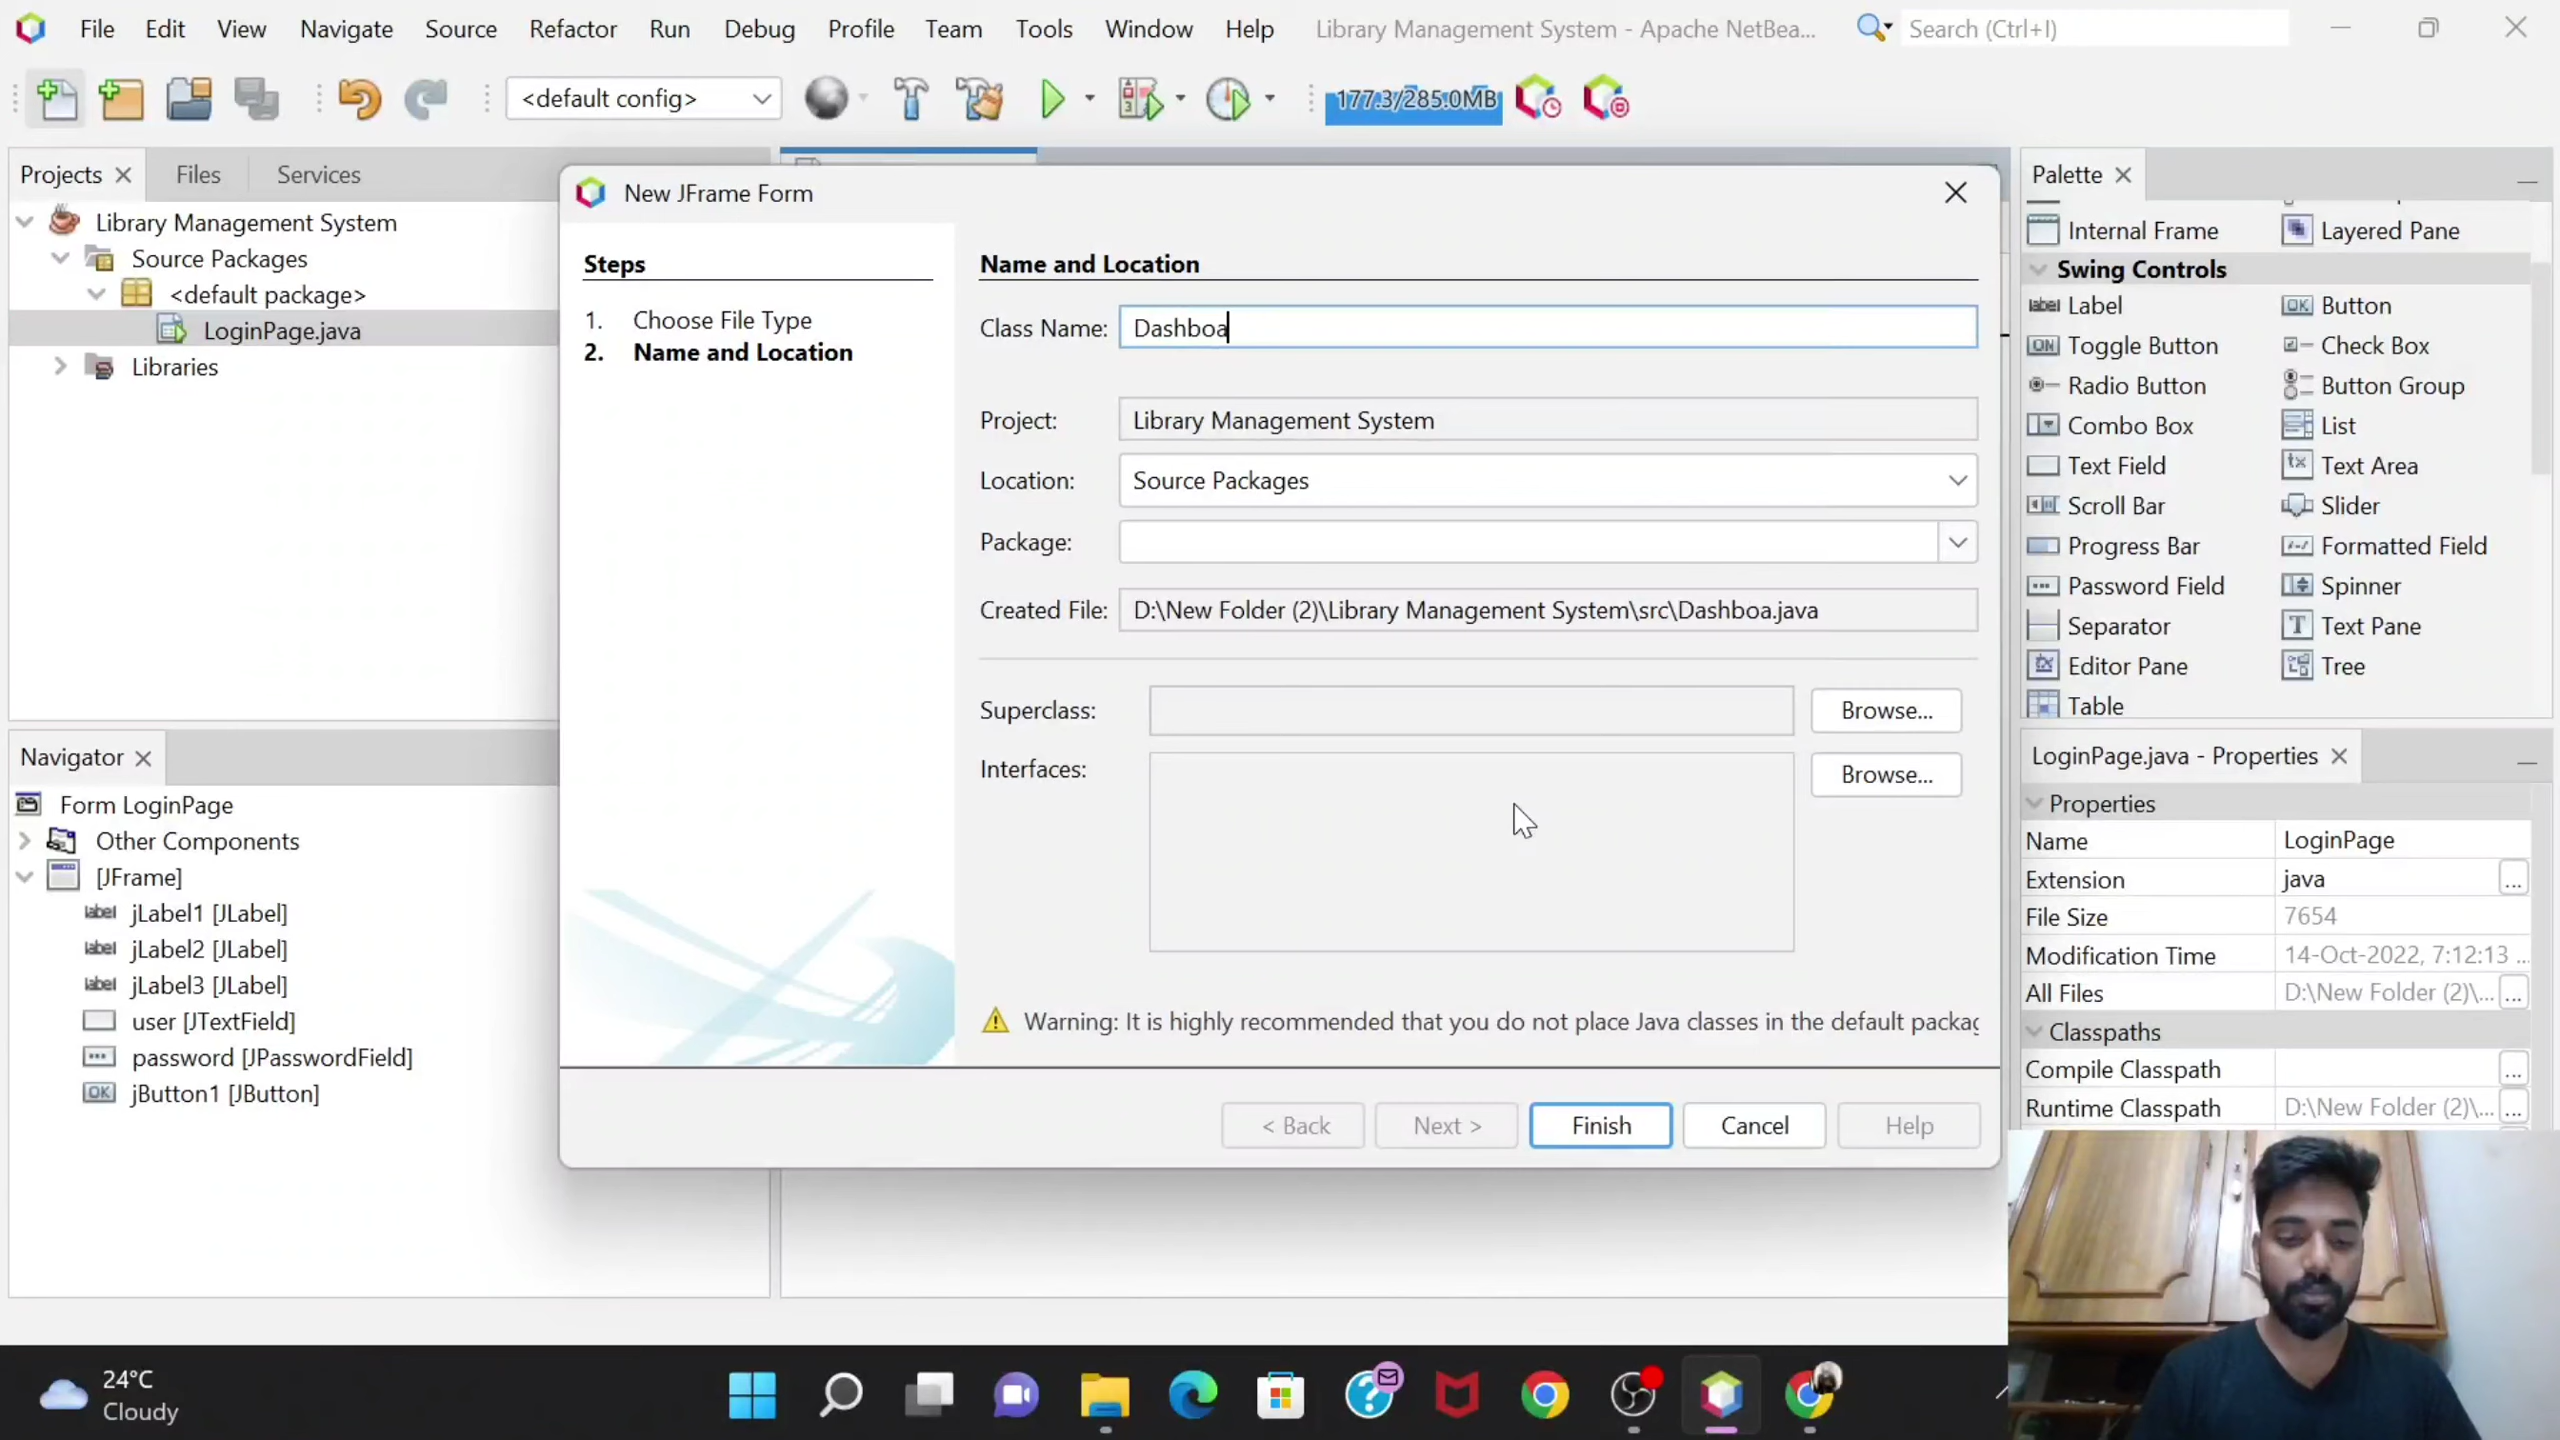 File Edit View Navigate Source Refactor Run Debug Profile Team Tools Window Help Library Management System - Apache NetBea... Search (Ctrl+I)
<default config> 177.3/285.0MB
Projects Files Services
Library Management System
Source Packages
<default package>
LoginPage.java
Libraries
Navigator
Form LoginPage
Other Components
[JFrame]
label jLabel1 [JLabel]
label jLabel2 [JLabel]
label jLabel3 [JLabel]
user [JTextField]
password [JPasswordField]
OK jButton1 [JButton]
New JFrame Form
Steps
1. Choose File Type
2. Name and Location
Name and Location
Class Name: Dashboa
Project: Library Management System
Location: Source Packages
Package:
Created File: D:\New Folder (2)\Library Management System\src\Dashboa.java
Superclass: Browse...
Interfaces: Browse...
Warning: It is highly recommended that you do not place Java classes in the default packag
< Back Next > Finish Cancel Help
Palette
Internal Frame Layered Pane
Swing Controls
label Label OK Button
ON Toggle Button Check Box
Radio Button Button Group
Combo Box List
Text Field tx Text Area
Scroll Bar Slider
Progress Bar Formatted Field
Password Field Spinner
Separator T Text Pane
Editor Pane Tree
Table
LoginPage.java - Properties
Properties
Name LoginPage
Extension java ...
File Size 7654
Modification Time 14-Oct-2022, 7:12:13 ...
All Files D:\New Folder (2)\... ...
Classpaths
Compile Classpath ...
Runtime Classpath D:\New Folder (2)\... ...
24°C
Cloudy